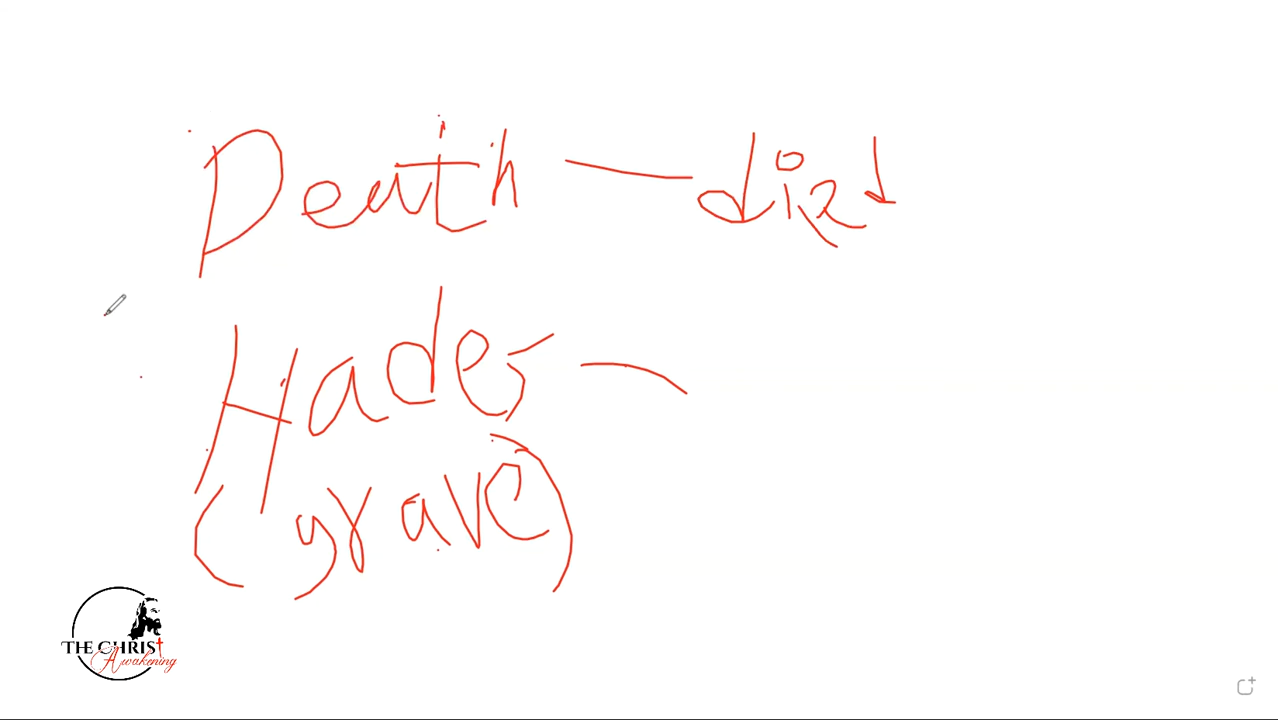 Death — died
Hades —
(grave)
THE CHRIST
Awakening